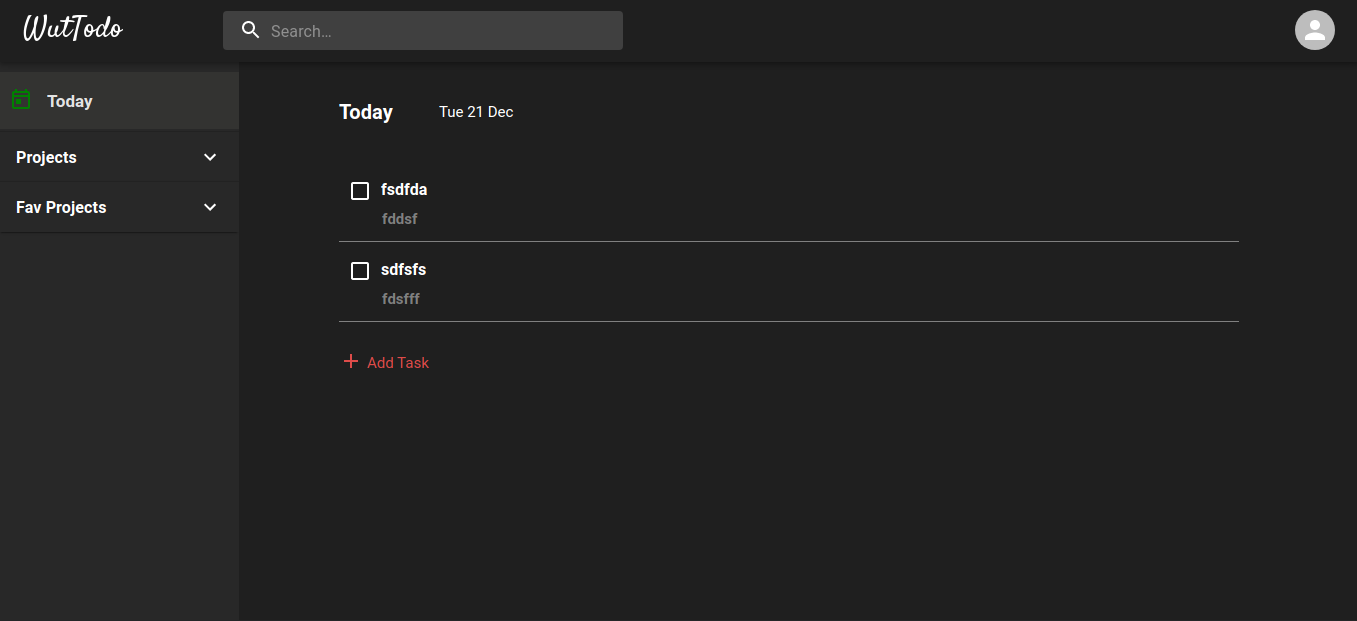 WutTodo
Search...
Today
Projects
Fav Projects
Today Tue 21 Dec
fsdfda
fddsf
sdfsfs
fdsfff
Add Task